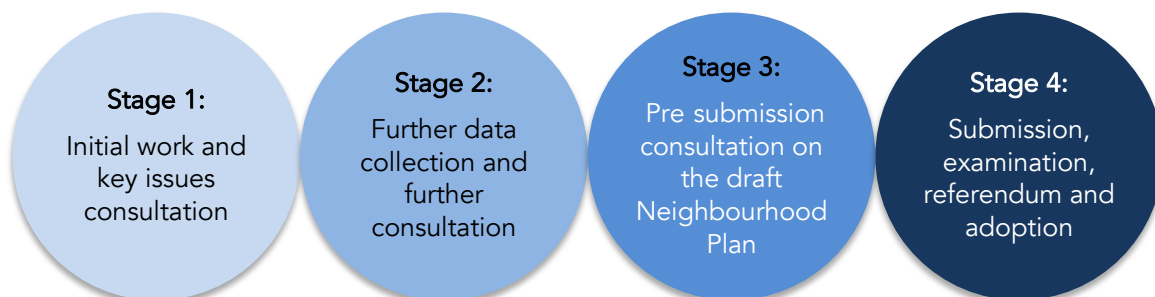 Stage 1:
Initial work and
key issues
consultation
Stage 2:
Further data
collection and
further
consultation
Stage 3:
Pre submission
consultation on
the draft
Neighbourhood
Plan
Stage 4:
Submission,
examination,
referendum and
adoption